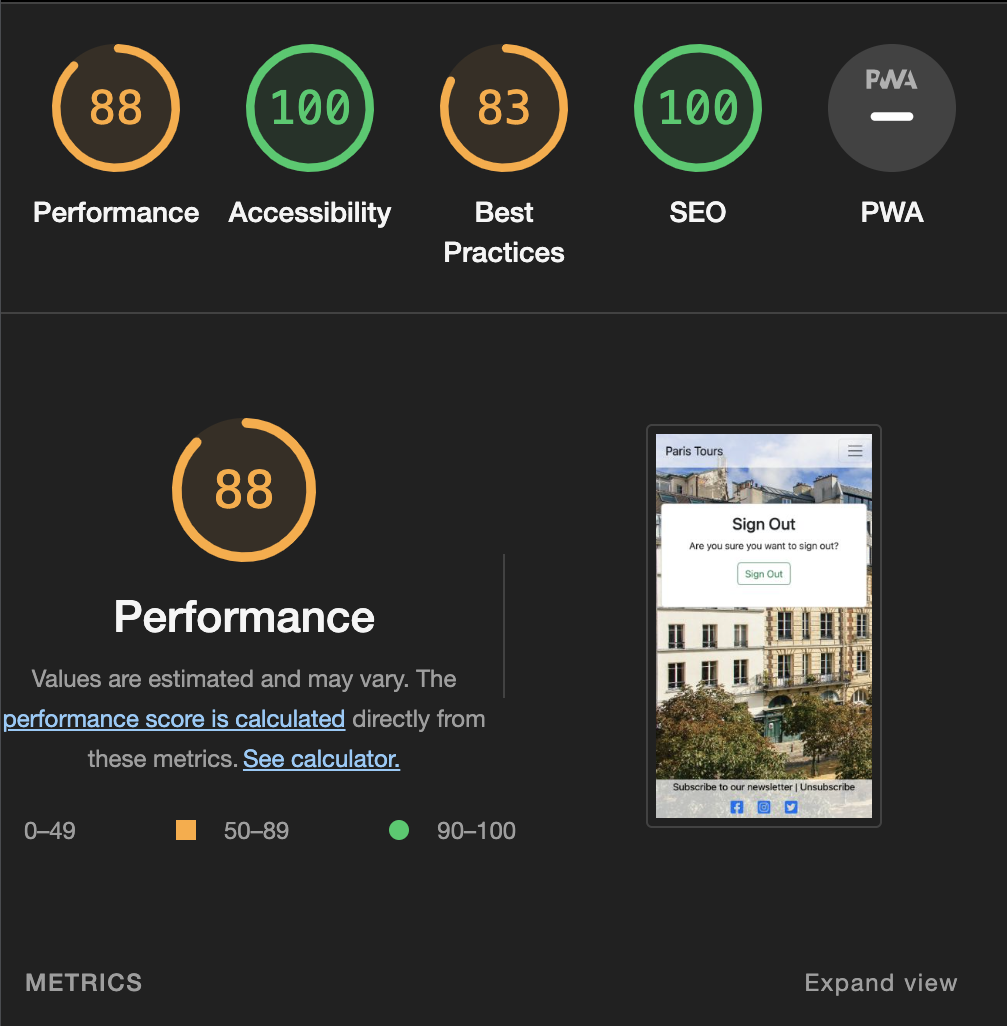 88
100
83
100
PWA
Performance
Accessibility
Best
Practices
SEO
PWA
88
Performance
Values are estimated and may vary. The
performance score is calculated directly from
these metrics. See calculator.
0–49
50–89
90–100
Paris Tours
Sign Out
Are you sure you want to sign out?
Sign Out
Subscribe to our newsletter | Unsubscribe
METRICS
Expand view